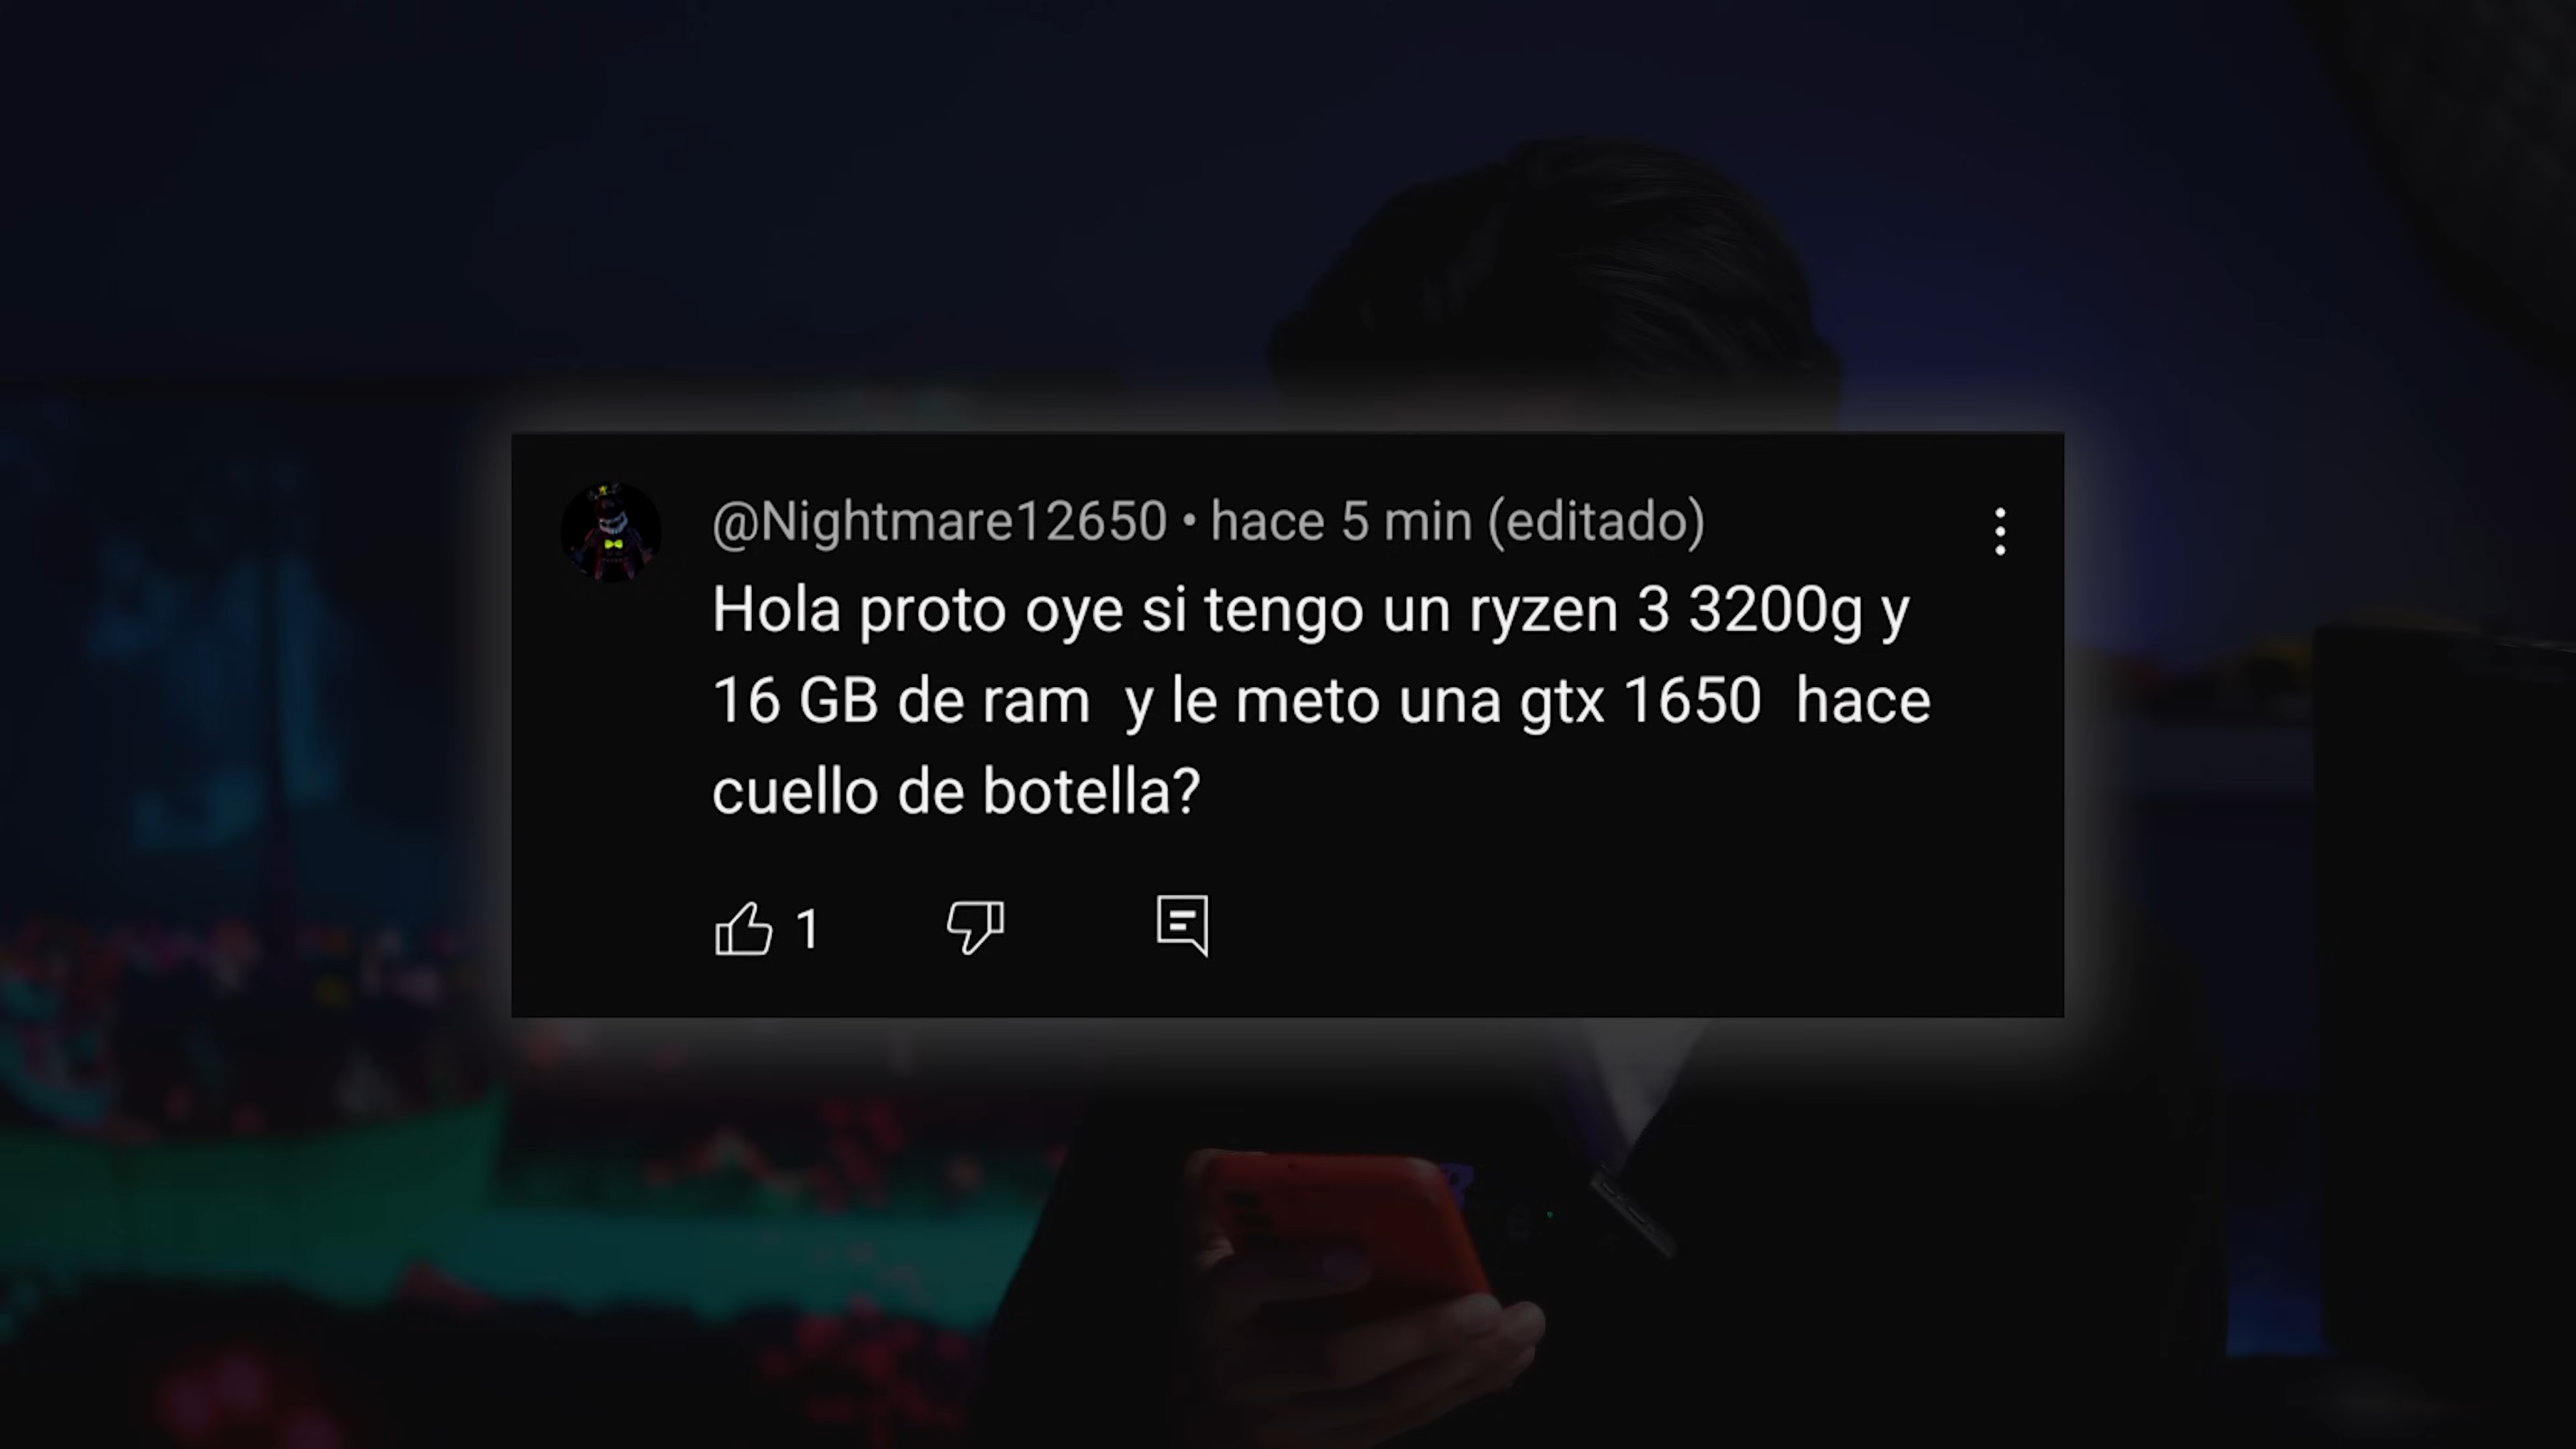 @Nightmare12650 • hace 5 min (editado)
Hola proto oye si tengo un ryzen 3 3200g y
16 GB de ram  y le meto una gtx 1650  hace
cuello de botella?
1